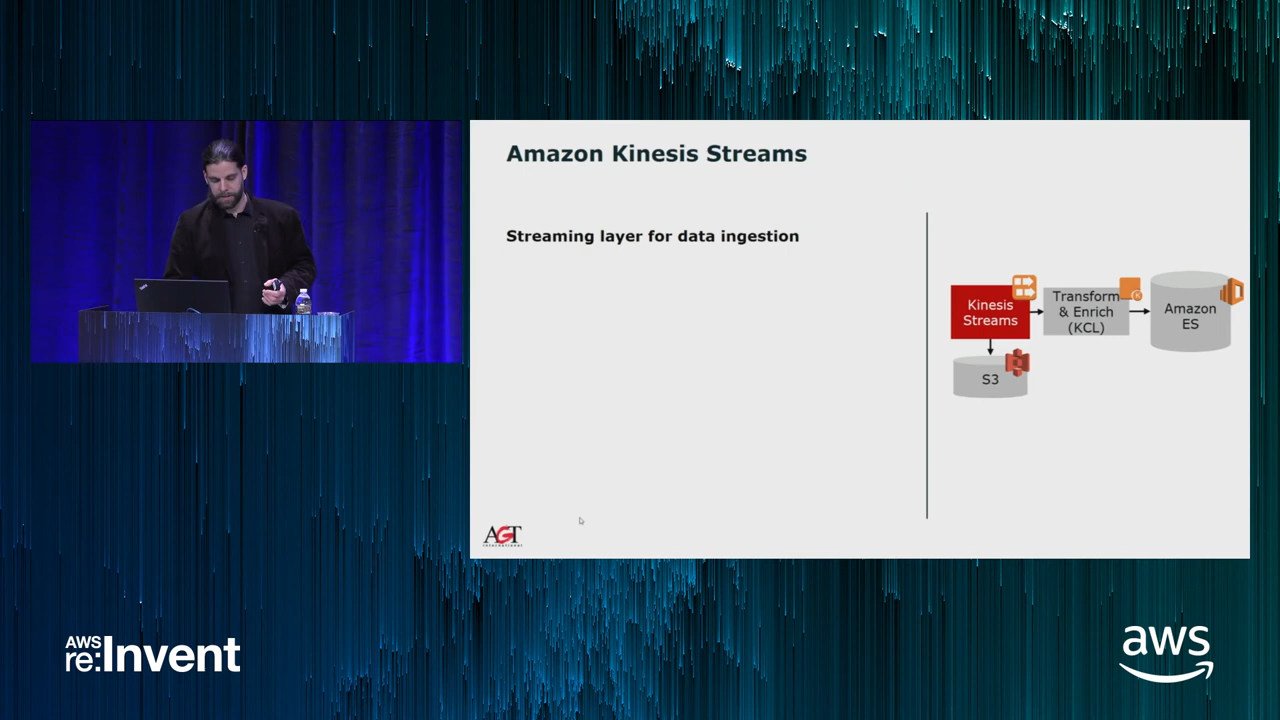 Amazon Kinesis Streams
Streaming layer for data ingestion
Kinesis
Streams
Transform
& Enrich
(KCL)
Amazon
ES
S3
AGT
international
AWS
re:Invent
aws